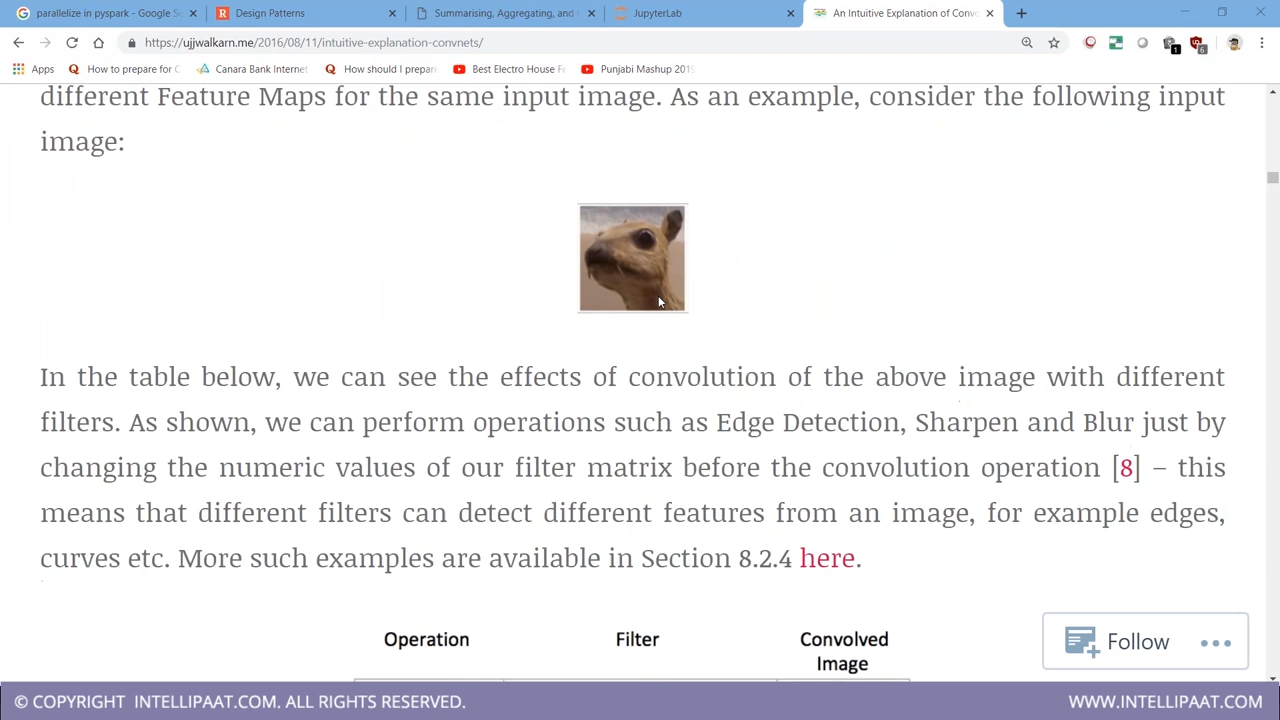 parallelize in pyspark - Google Se
Design Patterns
Summarising, Aggregating, and
JupyterLab
An Intuitive Explanation of Conv
https://ujjwalkarn.me/2016/08/11/intuitive-explanation-convnets/
Apps
How to prepare for C
Canara Bank Internet
How should I prepare
Best Electro House Fe
Punjabi Mashup 2019
different Feature Maps for the same input image. As an example, consider the following input
image:
In the table below, we can see the effects of convolution of the above image with different
filters. As shown, we can perform operations such as Edge Detection, Sharpen and Blur just by
changing the numeric values of our filter matrix before the convolution operation [8] – this
means that different filters can detect different features from an image, for example edges,
curves etc. More such examples are available in Section 8.2.4 here.
Operation
Filter
Convolved
Image
Follow
© COPYRIGHT INTELLIPAAT.COM. ALL RIGHTS RESERVED.
WWW.INTELLIPAAT.COM